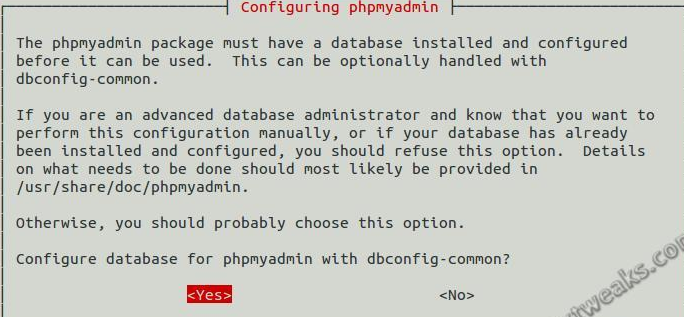 Configuring phpmyadmin
The phpmyadmin package must have a database installed and configured
before it can be used.  This can be optionally handled with
dbconfig-common.
If you are an advanced database administrator and know that you want to
perform this configuration manually, or if your database has already
been installed and configured, you should refuse this option.  Details
on what needs to be done should most likely be provided in
/usr/share/doc/phpmyadmin.
Otherwise, you should probably choose this option.
Configure database for phpmyadmin with dbconfig-common?
<Yes> <No>